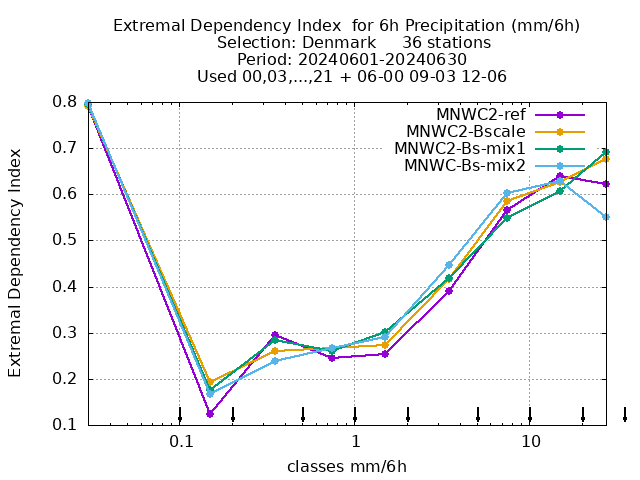 Extremal Dependency Index  for 6h Precipitation (mm/6h)
Selection: Denmark     36 stations
Period: 20240601-20240630
Used 00,03,...,21 + 06-00 09-03 12-06
MNWC2-ref
MNWC2-Bscale
MNWC2-Bs-mix1
MNWC-Bs-mix2
Extremal Dependency Index
0.8
0.7
0.6
0.5
0.4
0.3
0.2
0.1
0.1 1 10
classes mm/6h